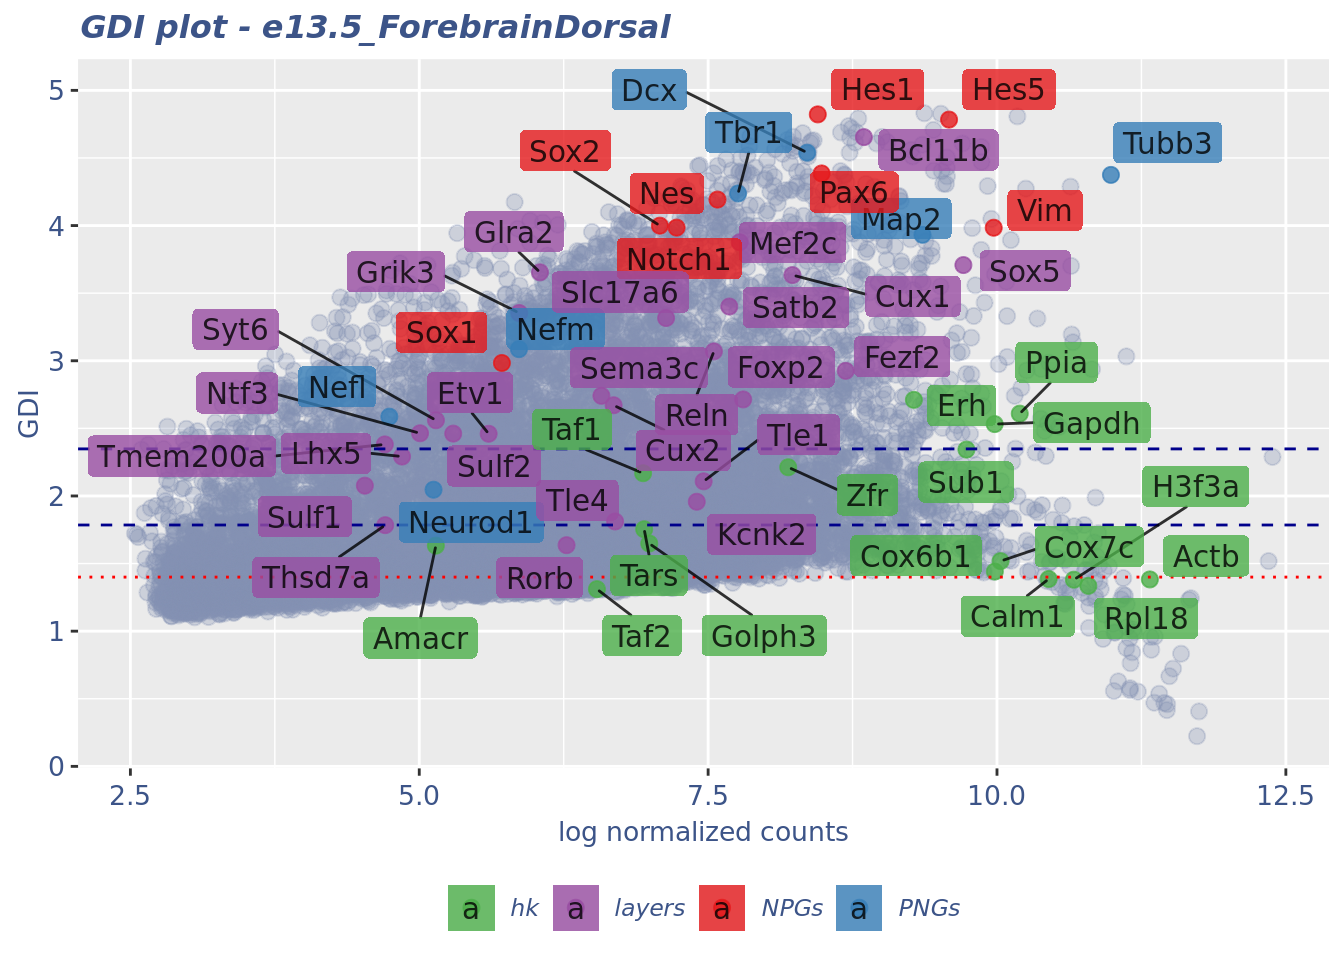 GDI plot - e13.5_ForebrainDorsal
5
4
3
2
1
0
GDI
Dcx
Hes1
Hes5
Tbr1
Tubb3
Sox2
Bcl11b
Nes
Pax6
Map2
Vim
Glra2
Mef2c
Notch1
Grik3
Sox5
Slc17a6
Cux1
Satb2
Syt6
Sox1
Nefm
Fezf2
Sema3c
Foxp2
Ppia
Ntf3
Nefl
Etv1
Erh
Reln
Gapdh
Taf1
Tle1
Tmem200a
Lhx5
Cux2
Sulf2
Sub1
H3f3a
Zfr
Tle4
Sulf1
Neurod1
Kcnk2
Cox7c
Cox6b1
Actb
Thsd7a
Rorb
Tars
Calm1
Rpl18
Amacr
Taf2
Golph3
2.5 5.0 7.5 10.0 12.5
log normalized counts
a hk a layers a NPGs a PNGs